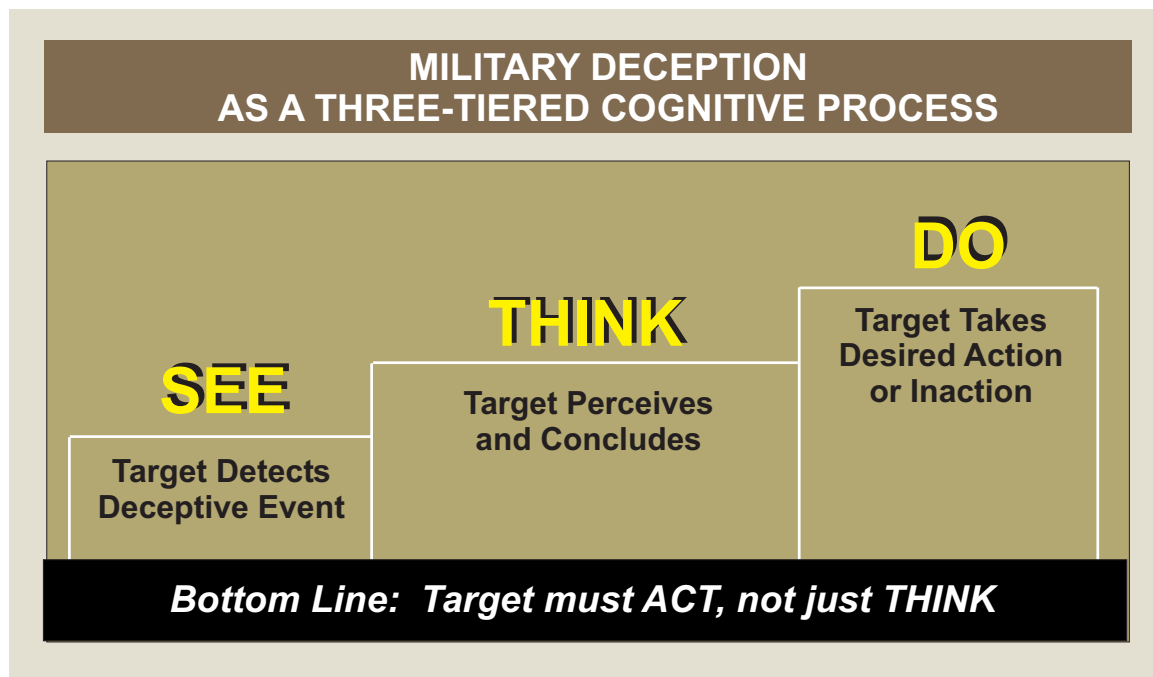 MILITARY DECEPTION
AS A THREE-TIERED COGNITIVE PROCESS
SEE
Target Detects
Deceptive Event
THINK
Target Perceives
and Concludes
DO
Target Takes
Desired Action
or Inaction
Bottom Line: Target must ACT, not just THINK